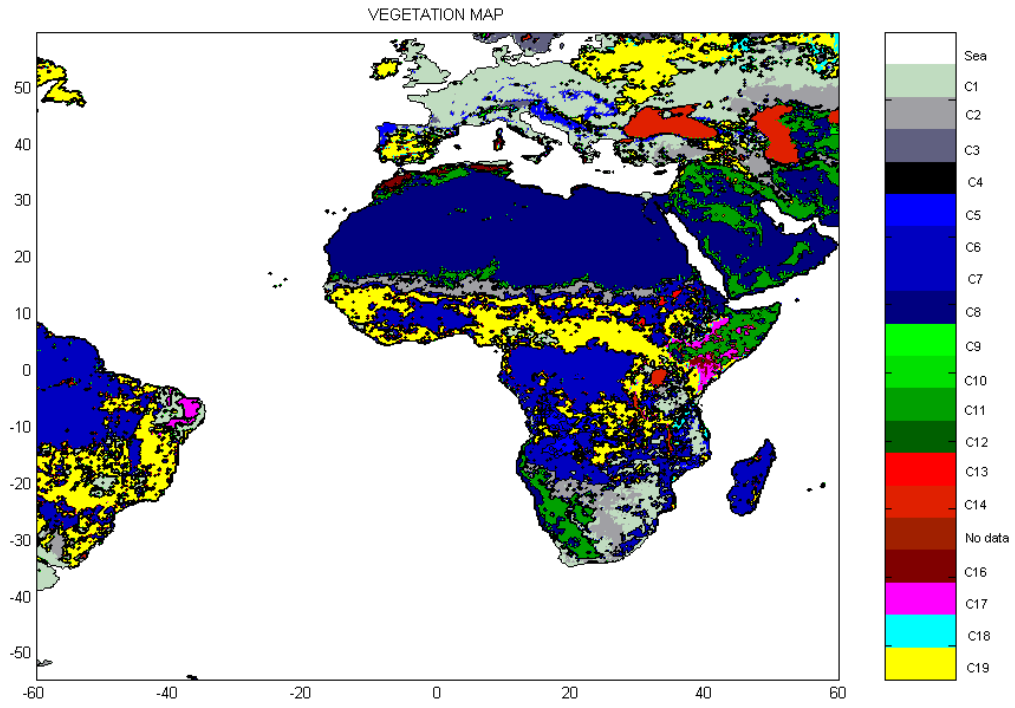 VEGETATION MAP
50
40
30
20
10
0
-10
-20
-30
-40
-50
-60
-40
-20
0
20
40
60
Sea
C1
C2
C3
C4
C5
C6
C7
C8
C9
C10
C11
C12
C13
C14
No data
C16
C17
C18
C19